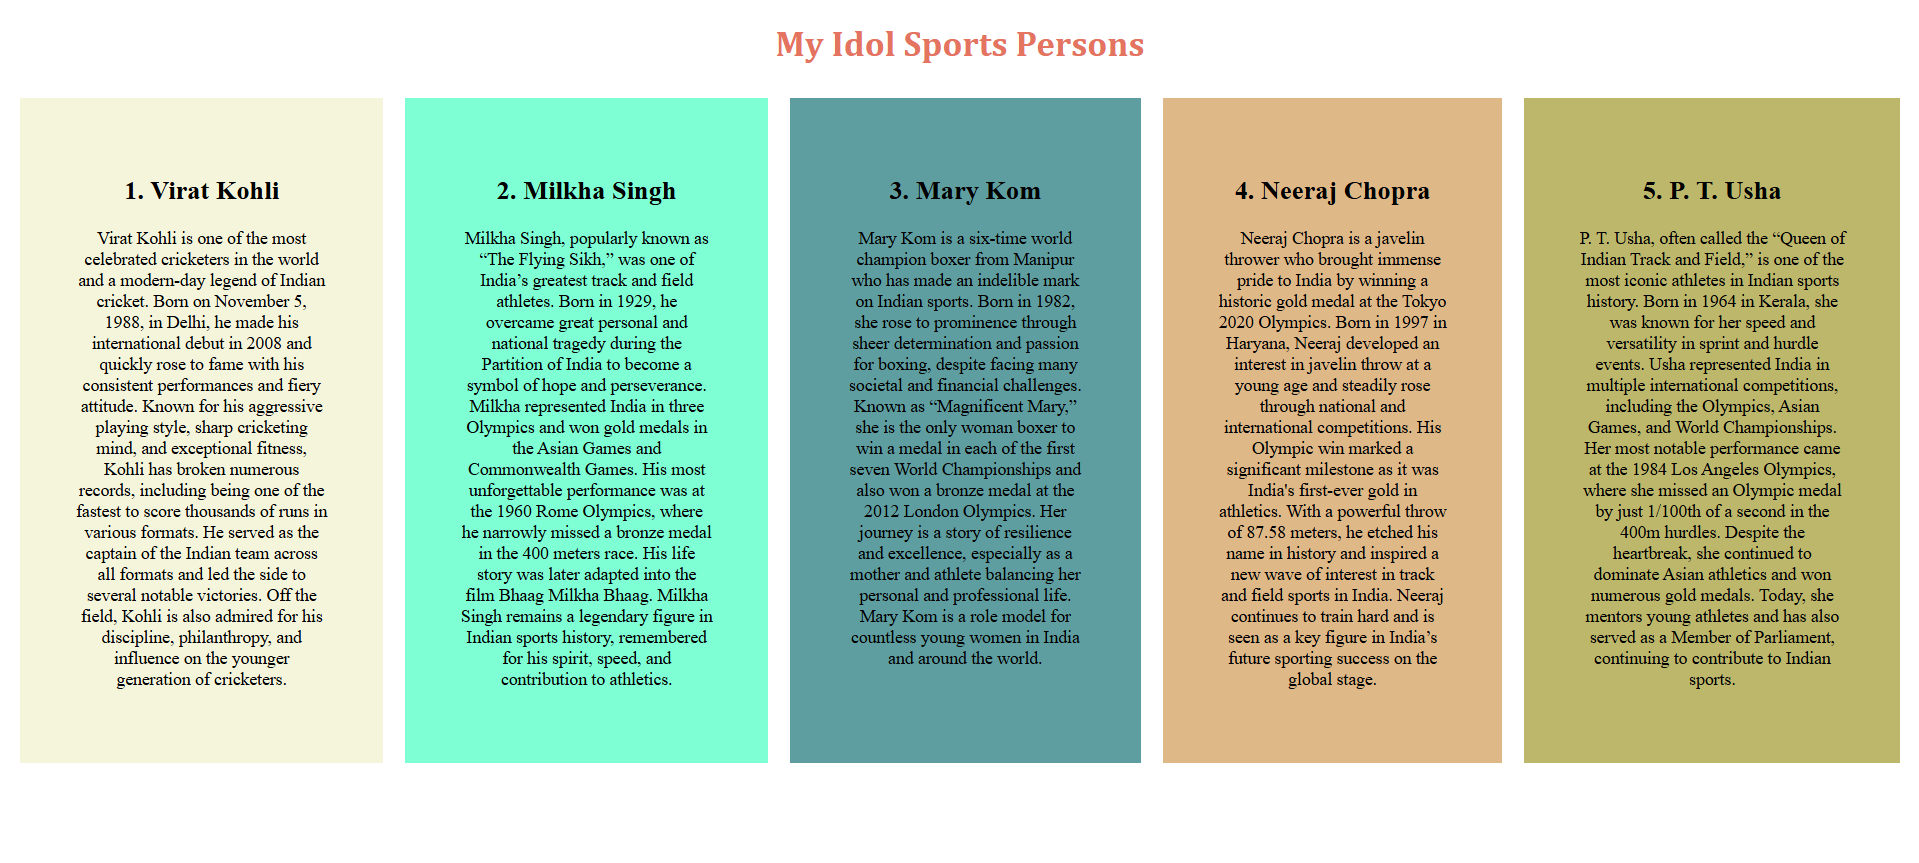 My Idol Sports Persons
1. Virat Kohli
Virat Kohli is one of the most
celebrated cricketers in the world
and a modern-day legend of Indian
cricket. Born on November 5,
1988, in Delhi, he made his
international debut in 2008 and
quickly rose to fame with his
consistent performances and fiery
attitude. Known for his aggressive
playing style, sharp cricketing
mind, and exceptional fitness,
Kohli has broken numerous
records, including being one of the
fastest to score thousands of runs in
various formats. He served as the
captain of the Indian team across
all formats and led the side to
several notable victories. Off the
field, Kohli is also admired for his
discipline, philanthropy, and
influence on the younger
generation of cricketers.
2. Milkha Singh
Milkha Singh, popularly known as
“The Flying Sikh,” was one of
India’s greatest track and field
athletes. Born in 1929, he
overcame great personal and
national tragedy during the
Partition of India to become a
symbol of hope and perseverance.
Milkha represented India in three
Olympics and won gold medals in
the Asian Games and
Commonwealth Games. His most
unforgettable performance was at
the 1960 Rome Olympics, where
he narrowly missed a bronze medal
in the 400 meters race. His life
story was later adapted into the
film Bhaag Milkha Bhaag. Milkha
Singh remains a legendary figure in
Indian sports history, remembered
for his spirit, speed, and
contribution to athletics.
3. Mary Kom
Mary Kom is a six-time world
champion boxer from Manipur
who has made an indelible mark
on Indian sports. Born in 1982,
she rose to prominence through
sheer determination and passion
for boxing, despite facing many
societal and financial challenges.
Known as “Magnificent Mary,”
she is the only woman boxer to
win a medal in each of the first
seven World Championships and
also won a bronze medal at the
2012 London Olympics. Her
journey is a story of resilience
and excellence, especially as a
mother and athlete balancing her
personal and professional life.
Mary Kom is a role model for
countless young women in India
and around the world.
4. Neeraj Chopra
Neeraj Chopra is a javelin
thrower who brought immense
pride to India by winning a
historic gold medal at the Tokyo
2020 Olympics. Born in 1997 in
Haryana, Neeraj developed an
interest in javelin throw at a
young age and steadily rose
through national and
international competitions. His
Olympic win marked a
significant milestone as it was
India's first-ever gold in
athletics. With a powerful throw
of 87.58 meters, he etched his
name in history and inspired a
new wave of interest in track
and field sports in India. Neeraj
continues to train hard and is
seen as a key figure in India’s
future sporting success on the
global stage.
5. P. T. Usha
P. T. Usha, often called the “Queen of
Indian Track and Field,” is one of the
most iconic athletes in Indian sports
history. Born in 1964 in Kerala, she
was known for her speed and
versatility in sprint and hurdle
events. Usha represented India in
multiple international competitions,
including the Olympics, Asian
Games, and World Championships.
Her most notable performance came
at the 1984 Los Angeles Olympics,
where she missed an Olympic medal
by just 1/100th of a second in the
400m hurdles. Despite the
heartbreak, she continued to
dominate Asian athletics and won
numerous gold medals. Today, she
mentors young athletes and has also
served as a Member of Parliament,
continuing to contribute to Indian
sports.